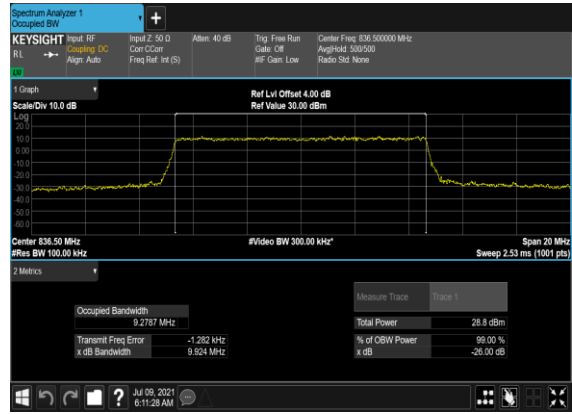 Spectrum Analyzer 1
Occupied BW
+
KEYSIGHT Input: RF Input Z: 50 Ω Atten: 40 dB Trig: Free Run Center Freq: 836.500000 MHz
RL Coupling: DC Corr CCorr Gate: Off Avg|Hold: 500/500
Align: Auto Freq Ref: Int (S) #IF Gain: Low Radio Std: None
LW
1 Graph Ref Lvl Offset 4.00 dB
Scale/Div 10.0 dB Ref Value 30.00 dBm
Log
20.0
10.0
0.00
-10.0
-20.0
-30.0
-40.0
-50.0
-60.0
Center 836.50 MHz #Video BW 300.00 kHz* Span 20 MHz
#Res BW 100.00 kHz Sweep 2.53 ms (1001 pts)
2 Metrics
Measure Trace Trace 1
Occupied Bandwidth
9.2787 MHz Total Power 28.8 dBm
Transmit Freq Error -1.282 kHz % of OBW Power 99.00 %
x dB Bandwidth 9.924 MHz x dB -26.00 dB
? Jul 09, 2021
6:11:28 AM